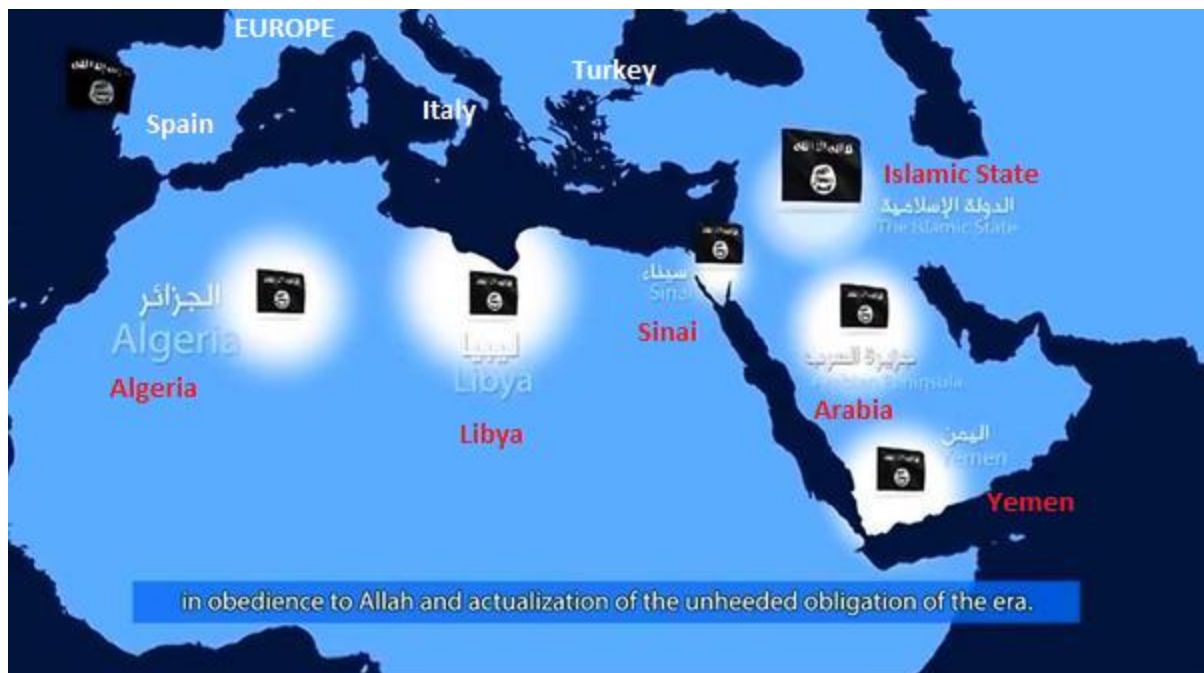 EUROPE
Turkey
Italy
Spain
Islamic State
الدولة الإسلامية
The Islamic State
سيناء
Sinai
Sinai
الجزائر
Algeria
Algeria
ليبيا
Libya
Libya
جزيرة العرب
Peninsula
Arabia
اليمن
Yemen
Yemen
in obedience to Allah and actualization of the unheeded obligation of the era.